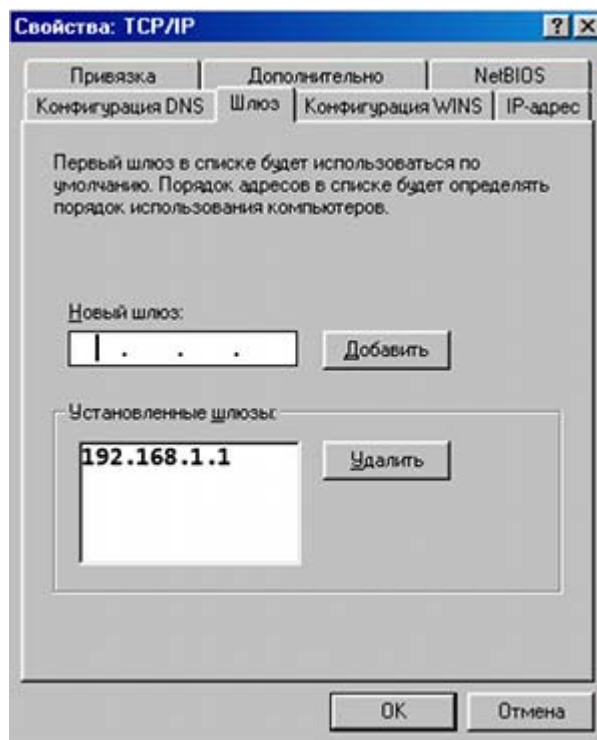 Свойства: TCP/IP
Привязка Дополнительно NetBIOS
Конфигурация DNS Шлюз Конфигурация WINS IP-адрес
Первый шлюз в списке будет использоваться по
умолчанию. Порядок адресов в списке будет определять
порядок использования компьютеров.
Новый шлюз:
. . . Добавить
Установленные шлюзы:
192.168.1.1 Удалить
OK Отмена